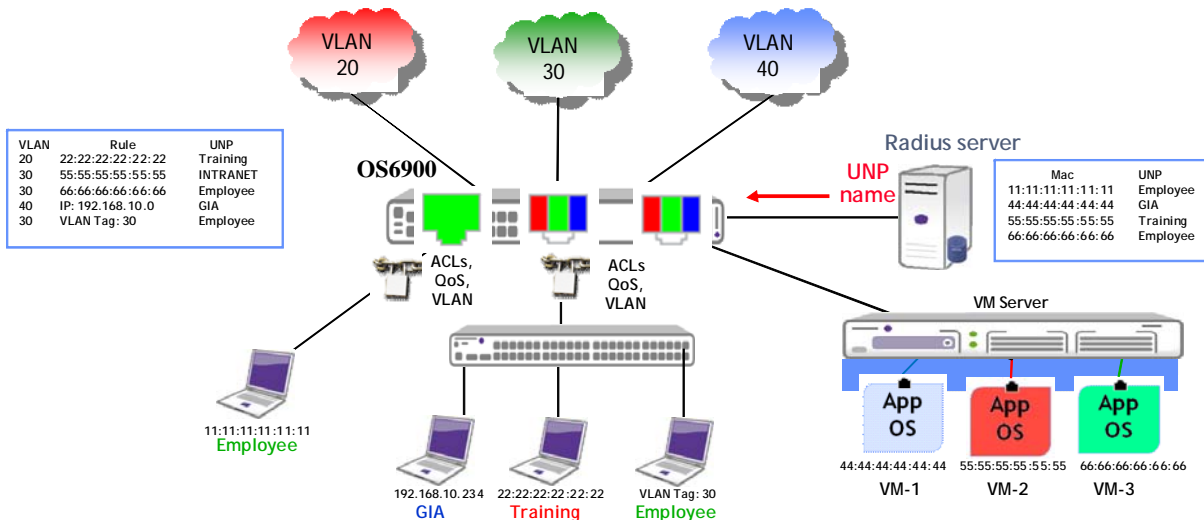 VLAN
20
VLAN
30
VLAN
40
VLAN Rule UNP
20 22:22:22:22:22:22 Training
30 55:55:55:55:55:55 INTRANET
30 66:66:66:66:66:66 Employee
40 IP: 192.168.10.0 GIA
30 VLAN Tag: 30 Employee
OS6900
UNP
name
Radius server
Mac UNP
11:11:11:11:11:11 Employee
44:44:44:44:44:44 GIA
55:55:55:55:55:55 Training
66:66:66:66:66:66 Employee
ACLs,
QoS,
VLAN
ACLs
QoS,
VLAN
VM Server
11:11:11:11:11:11
Employee
192.168.10.234
GIA
22:22:22:22:22:22
Training
VLAN Tag: 30
Employee
App
OS
App
OS
App
OS
44:44:44:44:44:44
VM-1
55:55:55:55:55:55
VM-2
66:66:66:66:66:66
VM-3